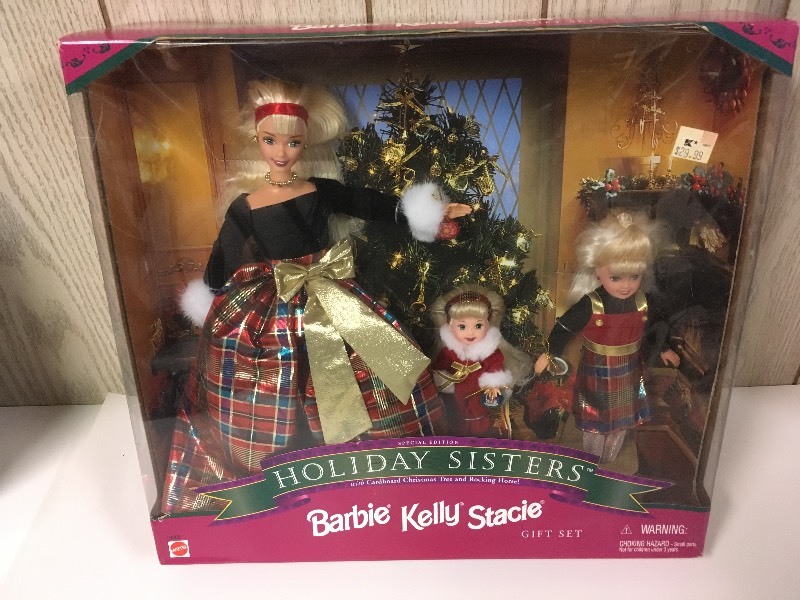 K
$29.99
SPECIAL EDITION
HOLIDAY SISTERS™
with Cardboard Christmas Tree and Rocking Horse!
Barbie® Kelly® Stacie®
GIFT SET
MATTEL
⚠ WARNING:
CHOKING HAZARD - Small parts
Not for children under 3 years.